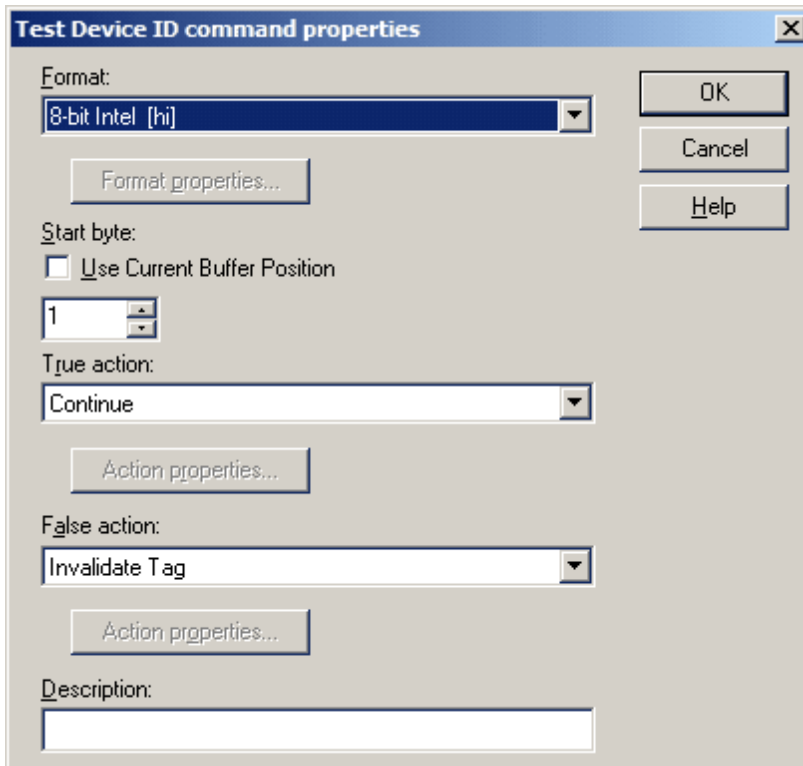 Test Device ID command properties
Format:
8-bit Intel [hi]
OK
Cancel
Format properties...
Help
Start byte:
Use Current Buffer Position
1
True action:
Continue
Action properties...
False action:
Invalidate Tag
Action properties...
Description: